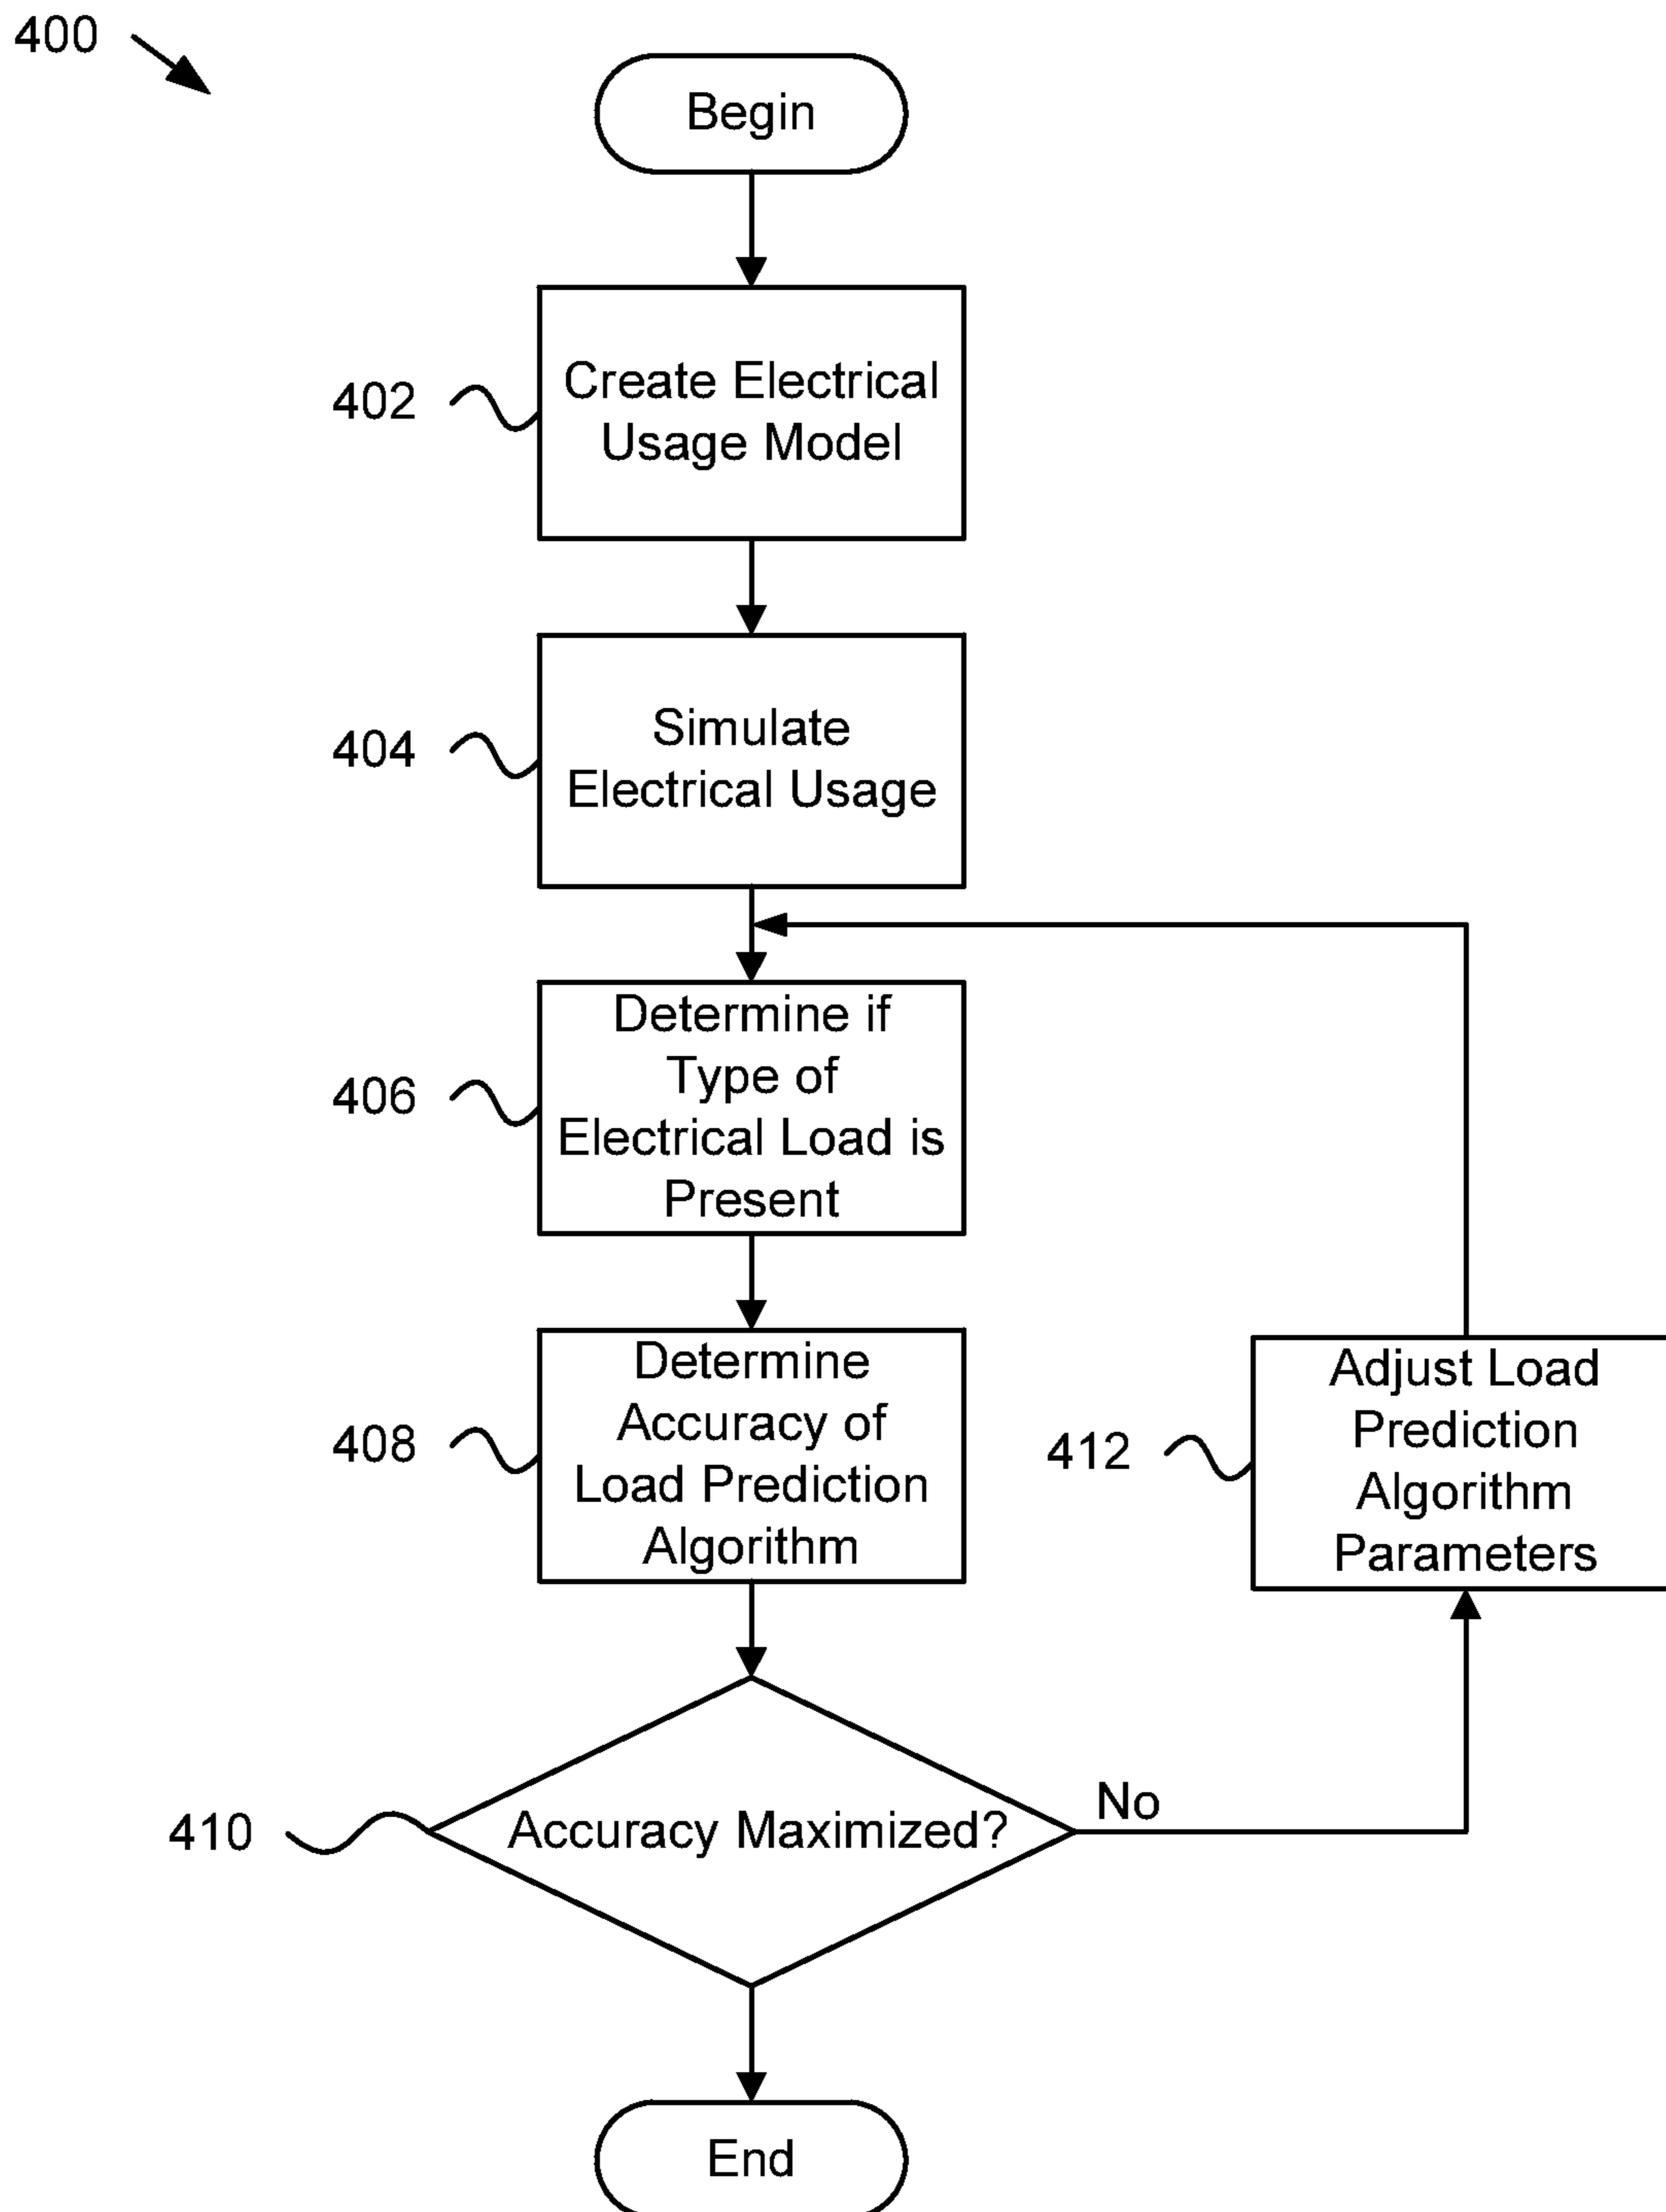 400
Begin
402
Create Electrical
Usage Model
404
Simulate
Electrical Usage
406
Determine if
Type of
Electrical Load is
Present
408
Determine
Accuracy of
Load Prediction
Algorithm
412
Adjust Load
Prediction
Algorithm
Parameters
410
Accuracy Maximized?
No
End